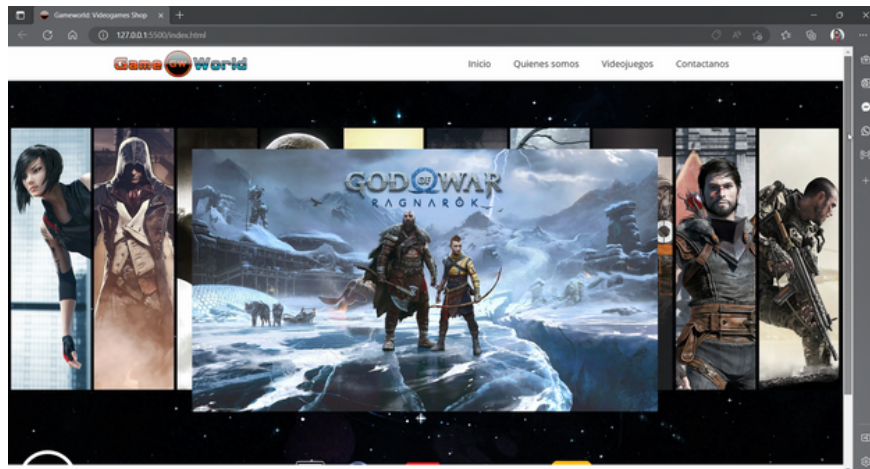 Gameworld: Videogames Shop
127.0.0.1:5500/index.html
Game GW World
Inicio Quienes somos Videojuegos Contactanos
GOD OF WAR
RAGNARÖK